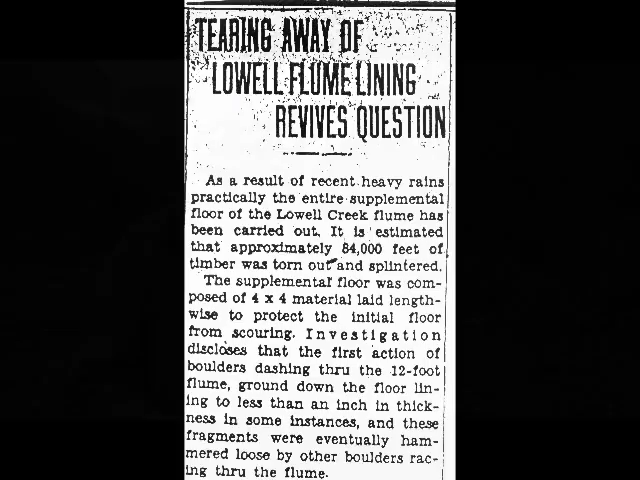 TEARING AWAY OF
LOWELL FLUME LINING
REVIVES QUESTION
As a result of recent heavy rains
practically the entire supplemental
floor of the Lowell Creek flume has
been carried out. It is estimated
that approximately 84,000 feet of
timber was torn out and splintered.
The supplemental floor was com-
posed of 4 x 4 material laid length-
wise to protect the initial floor
from scouring. Investigation
discloses that the first action of
boulders dashing thru the 12-foot
flume, ground down the floor lin-
ing to less than an inch in thick-
ness in some instances, and these
fragments were eventually ham-
mered loose by other boulders rac-
ing thru the flume.